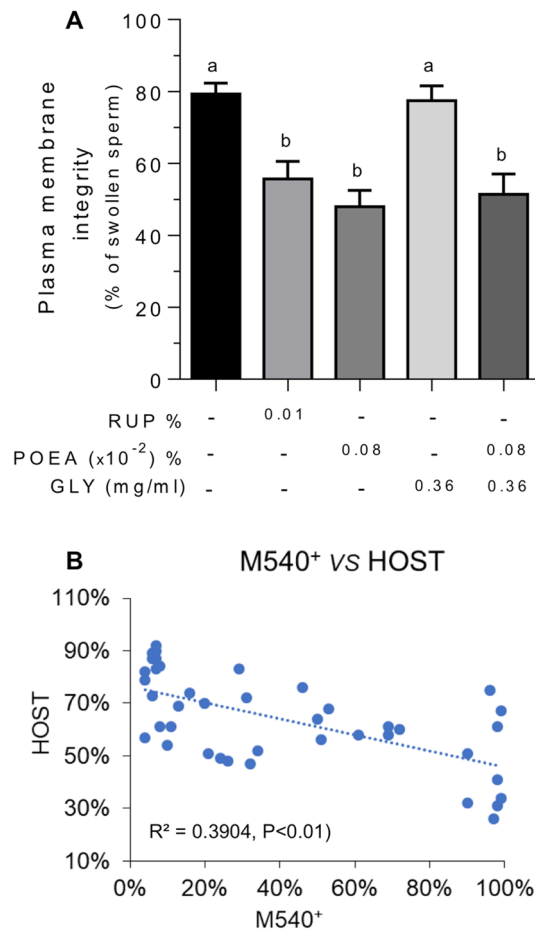 A
Plasma membrane
integrity
(% of swollen sperm)
100
80
60
40
20
0
a
b
b
a
b
RUP % - 0.01 - - -
POEA (x10⁻²) % - - 0.08 - 0.08
GLY (mg/ml) - - - 0.36 0.36
B
M540⁺ VS HOST
110%
90%
70%
50%
30%
10%
HOST
R² = 0.3904, P<0.01)
0% 20% 40% 60% 80% 100%
M540⁺